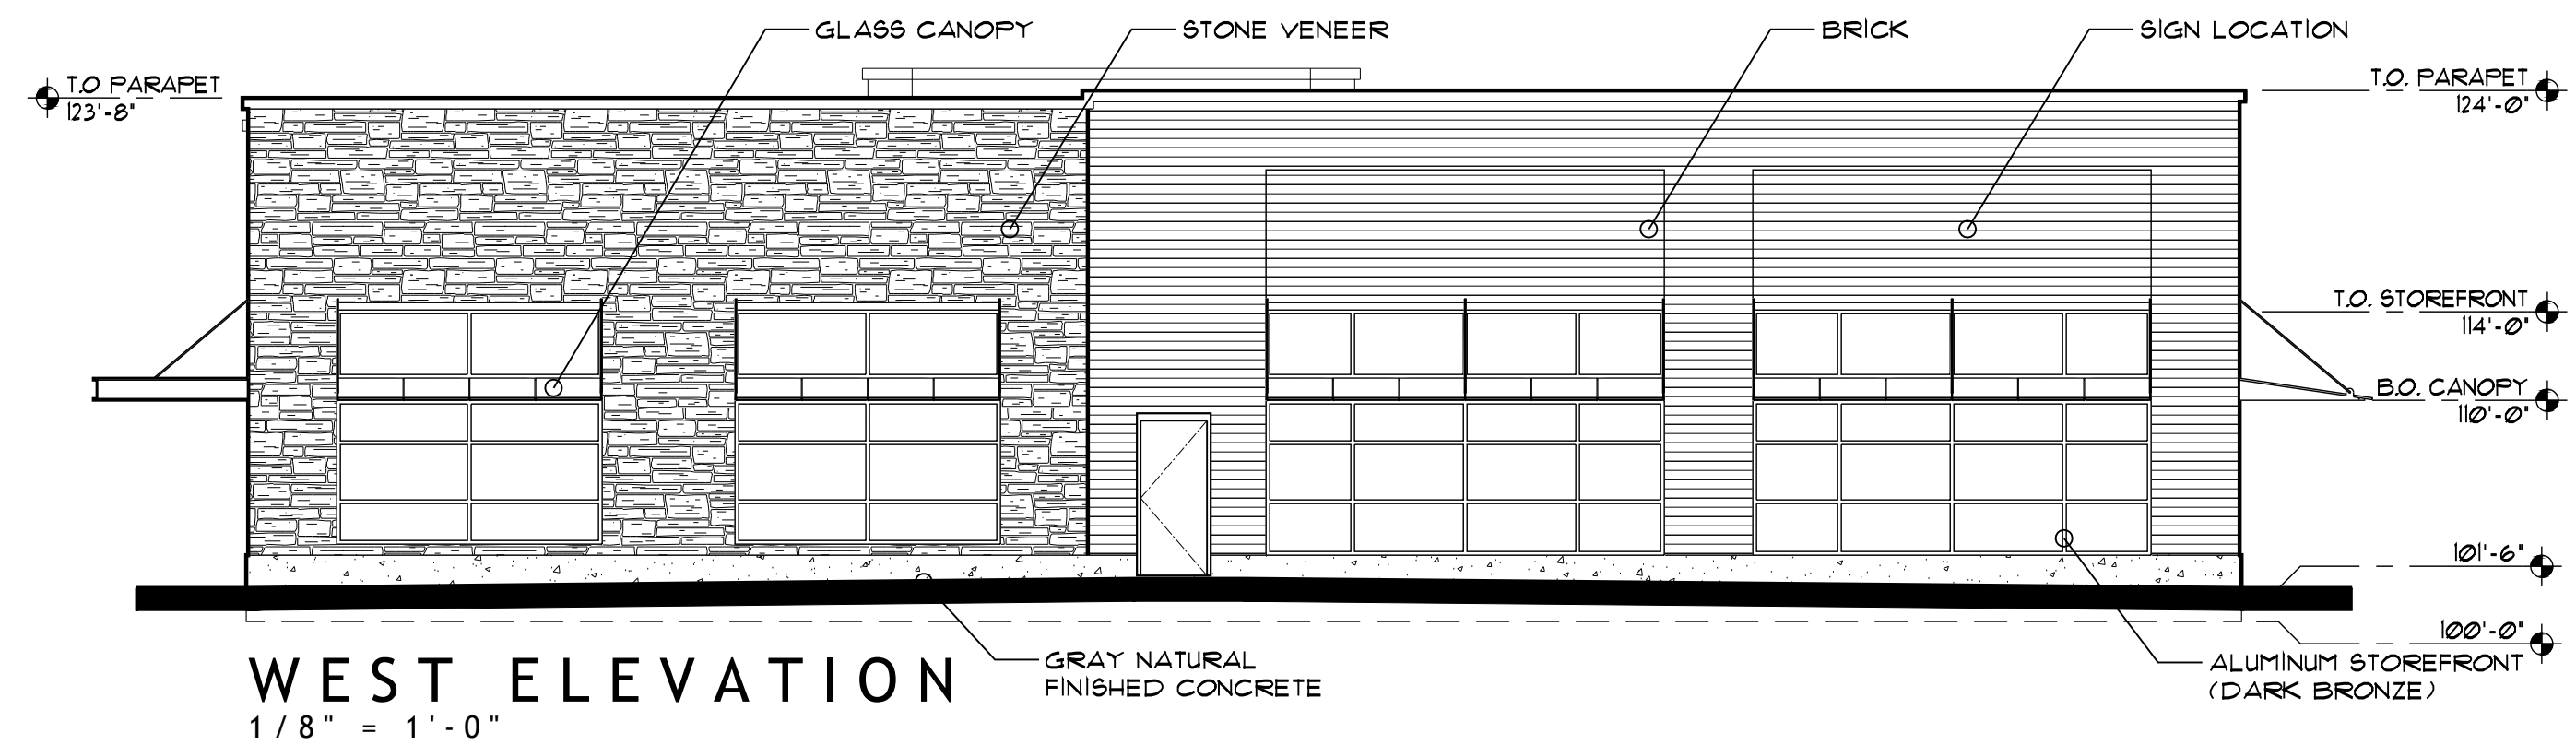 GLASS CANOPY
STONE VENEER
BRICK
SIGN LOCATION
T.O PARAPET
123'-8"
T.O. PARAPET
124'-0"
T.O. STOREFRONT
114'-0"
B.O. CANOPY
110'-0"
101'-6"
100'-0"
GRAY NATURAL
FINISHED CONCRETE
ALUMINUM STOREFRONT
(DARK BRONZE)
WEST ELEVATION
1/8" = 1'-0"